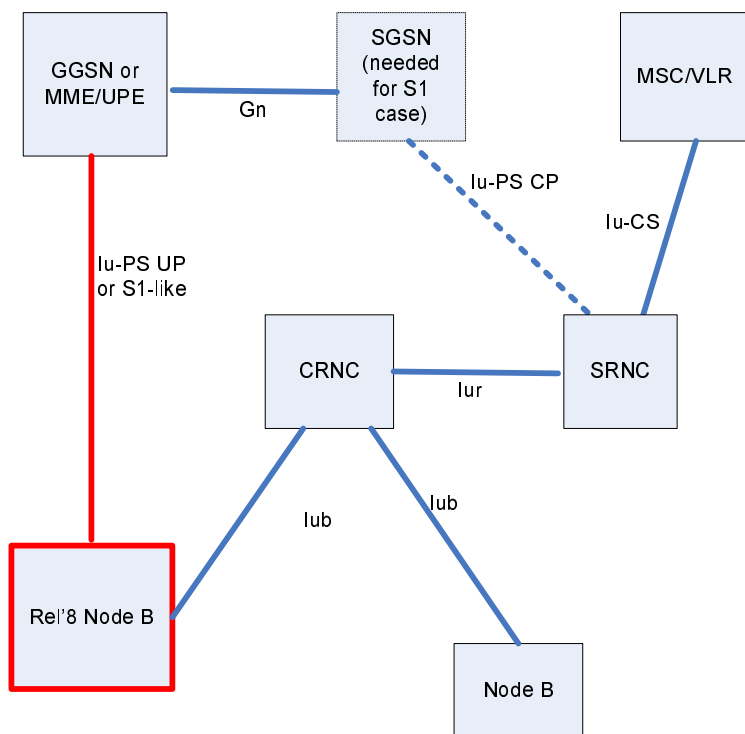 GGSN or
MME/UPE
SGSN
(needed
for S1
case)
MSC/VLR
Gn
Iu-PS CP
Iu-CS
Iu-PS UP
or S1-like
CRNC
SRNC
Iur
Iub
Iub
Rel'8 Node B
Node B